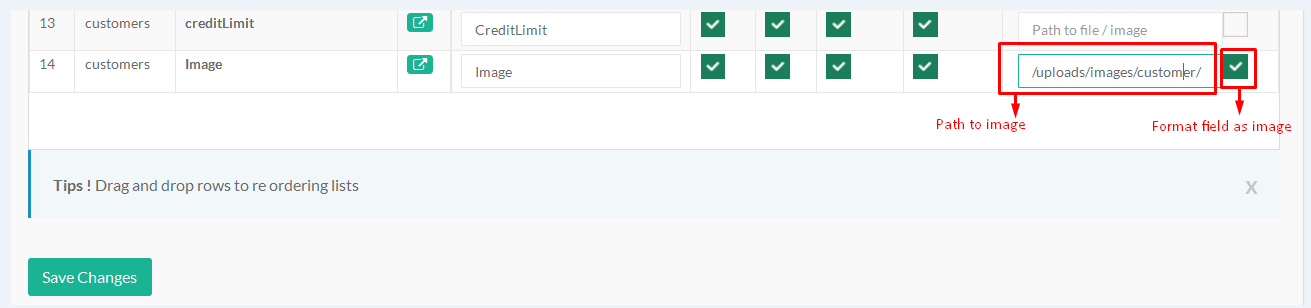 13 customers creditLimit CreditLimit Path to file / image
14 customers Image Image /uploads/images/customer/
Path to image Format field as image
Tips ! Drag and drop rows to re ordering lists X
Save Changes